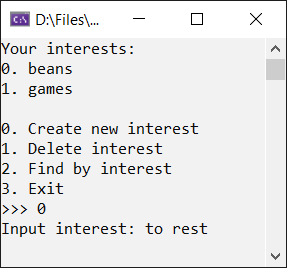 D:\Files\...
Your interests:
0. beans
1. games

0. Create new interest
1. Delete interest
2. Find by interest
3. Exit
>>> 0
Input interest: to rest